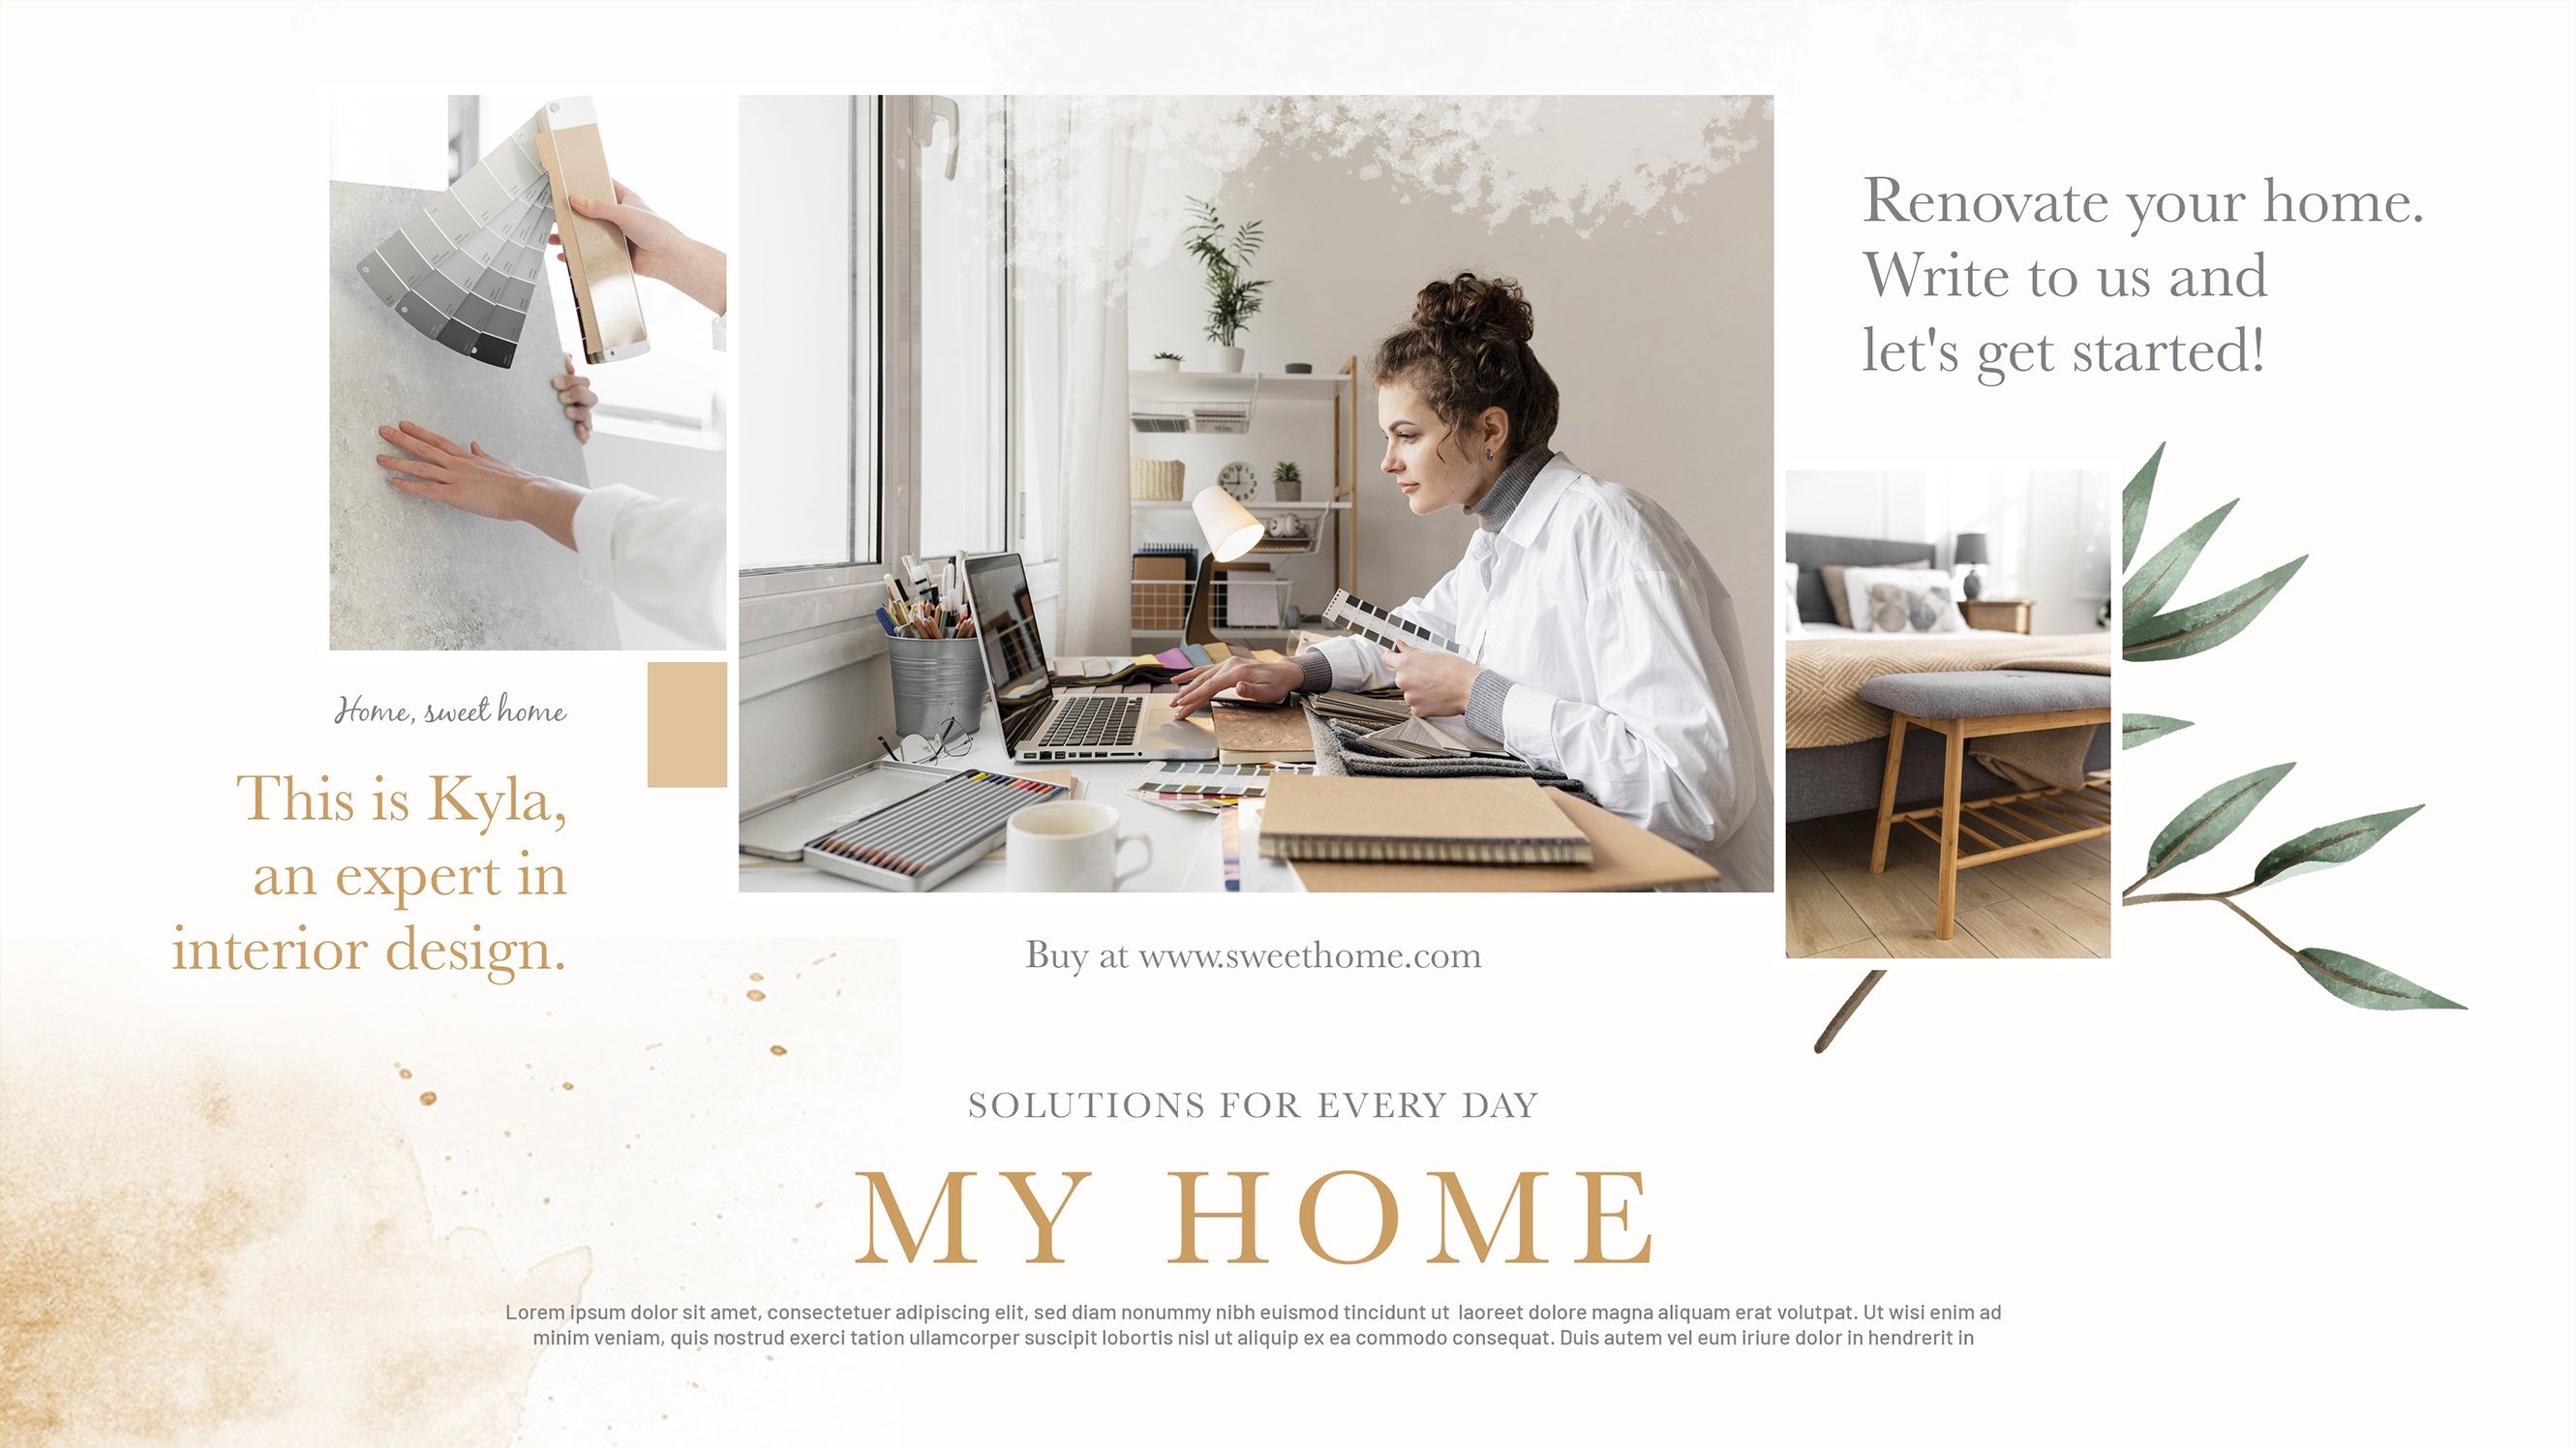 Renovate your home.
Write to us and
let's get started!
Home, sweet home
This is Kyla,
an expert in
interior design.
Buy at www.sweethome.com
SOLUTIONS FOR EVERY DAY
MY HOME
Lorem ipsum dolor sit amet, consectetuer adipiscing elit, sed diam nonummy nibh euismod tincidunt ut laoreet dolore magna aliquam erat volutpat. Ut wisi enim ad
minim veniam, quis nostrud exerci tation ullamcorper suscipit lobortis nisl ut aliquip ex ea commodo consequat. Duis autem vel eum iriure dolor in hendrerit in